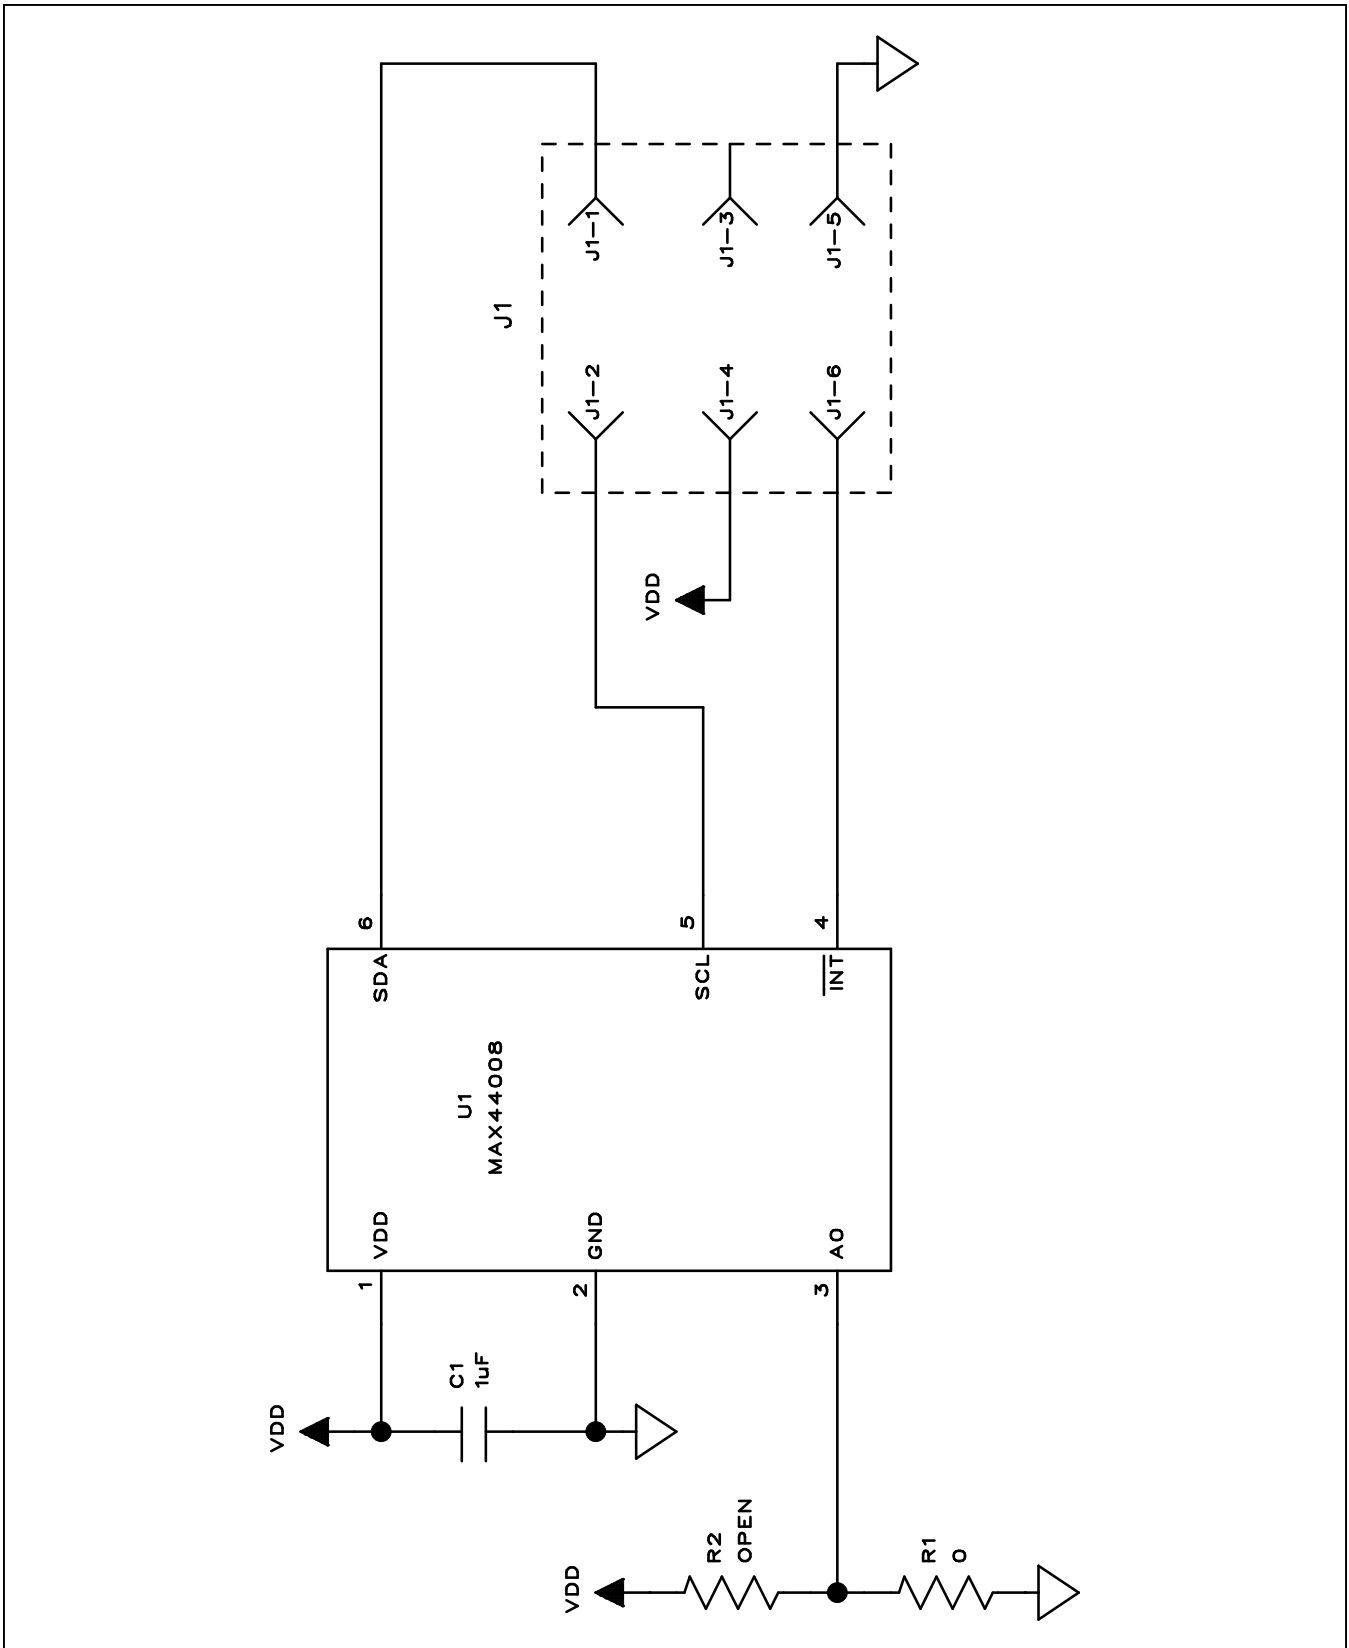 J1
J1-1
J1-3
J1-5
J1-2
J1-4
J1-6
VDD
6
5
4
SDA
SCL
INT
U1
MAX44008
VDD
GND
A0
1
2
3
C1
1uF
VDD
R2
OPEN
R1
0
VDD